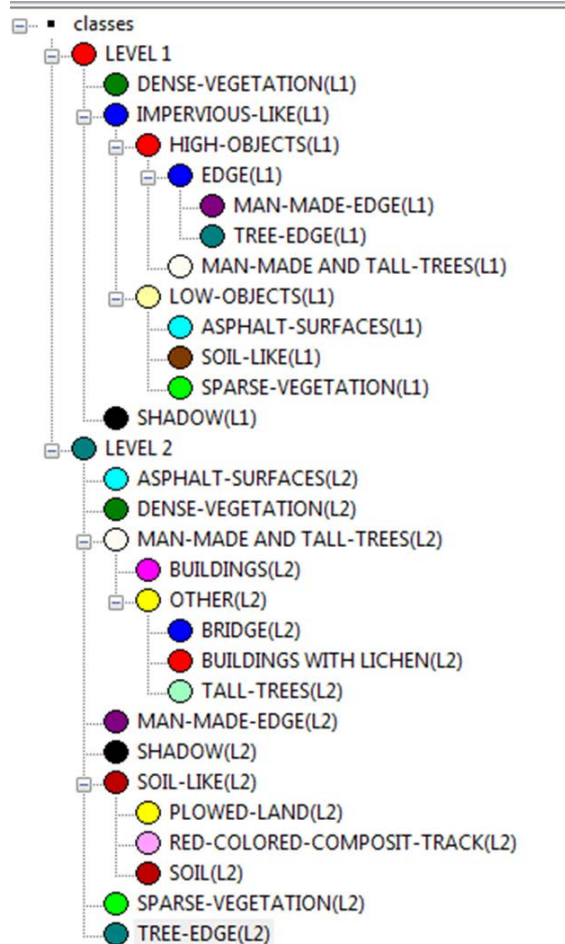 classes
LEVEL 1
DENSE-VEGETATION(L1)
IMPERVIOUS-LIKE(L1)
HIGH-OBJECTS(L1)
EDGE(L1)
MAN-MADE-EDGE(L1)
TREE-EDGE(L1)
MAN-MADE AND TALL-TREES(L1)
LOW-OBJECTS(L1)
ASPHALT-SURFACES(L1)
SOIL-LIKE(L1)
SPARSE-VEGETATION(L1)
SHADOW(L1)
LEVEL 2
ASPHALT-SURFACES(L2)
DENSE-VEGETATION(L2)
MAN-MADE AND TALL-TREES(L2)
BUILDINGS(L2)
OTHER(L2)
BRIDGE(L2)
BUILDINGS WITH LICHEN(L2)
TALL-TREES(L2)
MAN-MADE-EDGE(L2)
SHADOW(L2)
SOIL-LIKE(L2)
PLOWED-LAND(L2)
RED-COLORED-COMPOSIT-TRACK(L2)
SOIL(L2)
SPARSE-VEGETATION(L2)
TREE-EDGE(L2)